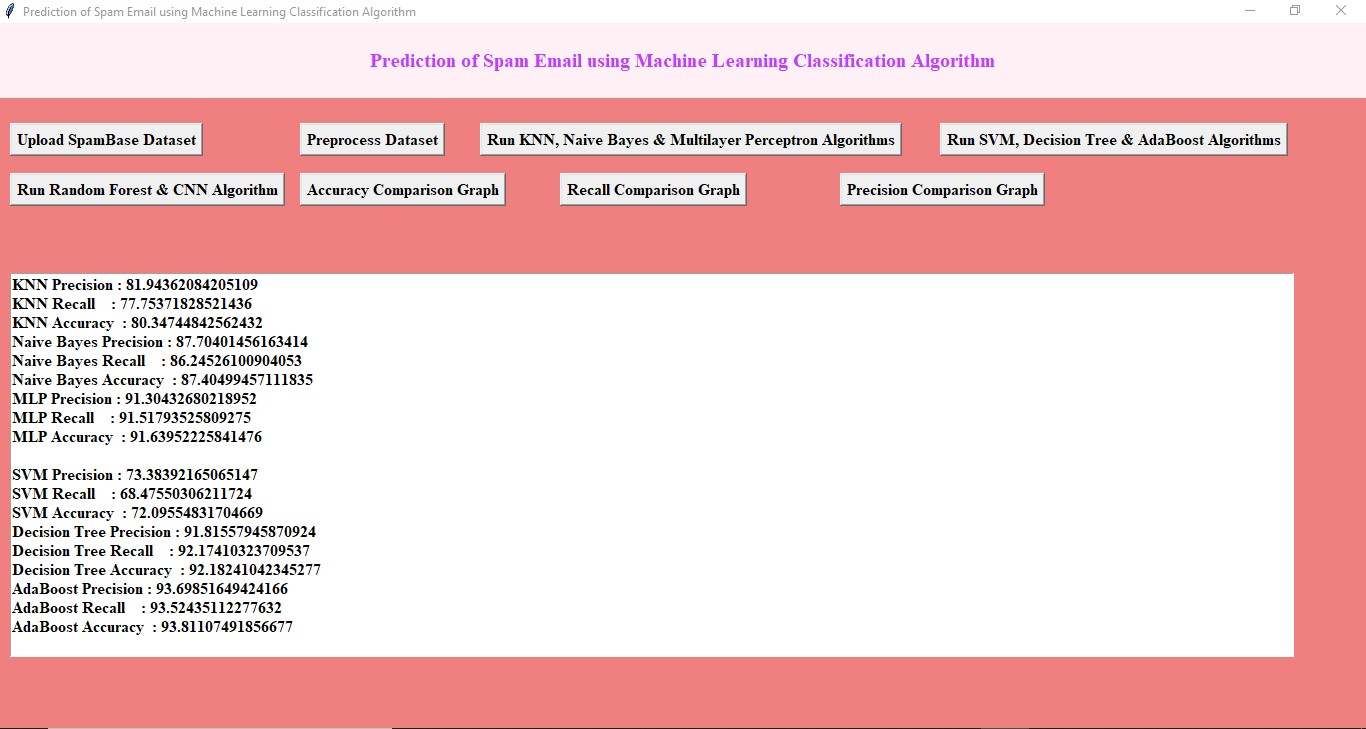 Prediction of Spam Email using Machine Learning Classification Algorithm
Prediction of Spam Email using Machine Learning Classification Algorithm
Upload SpamBase Dataset Preprocess Dataset Run KNN, Naive Bayes & Multilayer Perceptron Algorithms Run SVM, Decision Tree & AdaBoost Algorithms
Run Random Forest & CNN Algorithm Accuracy Comparison Graph Recall Comparison Graph Precision Comparison Graph
KNN Precision : 81.94362084205109
KNN Recall : 77.75371828521436
KNN Accuracy : 80.34744842562432
Naive Bayes Precision : 87.70401456163414
Naive Bayes Recall : 86.24526100904053
Naive Bayes Accuracy : 87.40499457111835
MLP Precision : 91.30432680218952
MLP Recall : 91.51793525809275
MLP Accuracy : 91.63952225841476
SVM Precision : 73.38392165065147
SVM Recall : 68.47550306211724
SVM Accuracy : 72.09554831704669
Decision Tree Precision : 91.81557945870924
Decision Tree Recall : 92.17410323709537
Decision Tree Accuracy : 92.18241042345277
AdaBoost Precision : 93.69851649424166
AdaBoost Recall : 93.52435112277632
AdaBoost Accuracy : 93.81107491856677